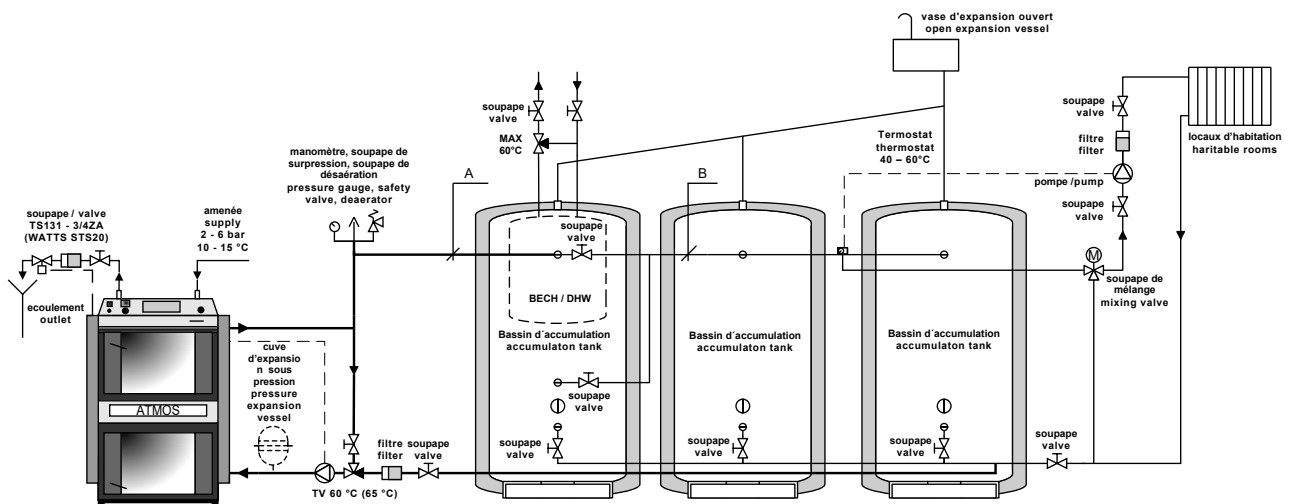 vase d'expansion ouvert
open expansion vessel
soupape
valve
MAX
60°C
Termostat
thermostat
40 – 60°C
soupape
valve
filtre
filter
pompe /pump
soupape
valve
locaux d'habitation
haritable rooms
manomètre, soupape de
surpression, soupape de
désaération
pressure gauge, safety
valve, deaerator
A
B
soupape / valve
TS131 - 3/4ZA
(WATTS STS20)
amenée
supply
2 - 6 bar
10 - 15 °C
ecoulement
outlet
soupape
valve
BECH / DHW
M
soupape de
mélange
mixing valve
Bassin d´accumulation
accumulaton tank
Bassin d´accumulation
accumulaton tank
Bassin d´accumulation
accumulaton tank
cuve
d'expansio
n sous
pression
pressure
expansion
vessel
ATMOS
soupape
valve
filtre
filter
soupape
valve
TV 60 °C (65 °C)
soupape
valve
soupape
valve
soupape
valve
soupape
valve